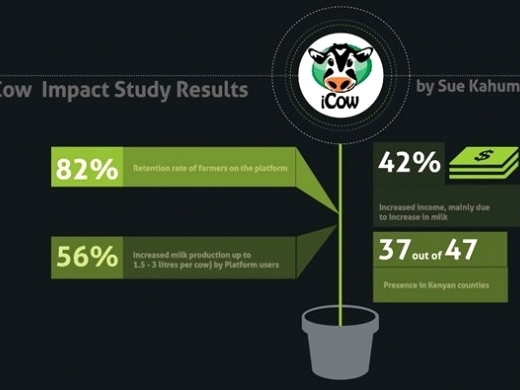 Cow Impact Study Results
iCow
by Sue Kahum
82%
Retention rate of farmers on the platform
56%
Increased milk production up to
1.5 - 3 litres per cow) by Platform users
42%
$
Increased income, mainly due
to increase in milk
37 out of 47
Presence in Kenyan counties